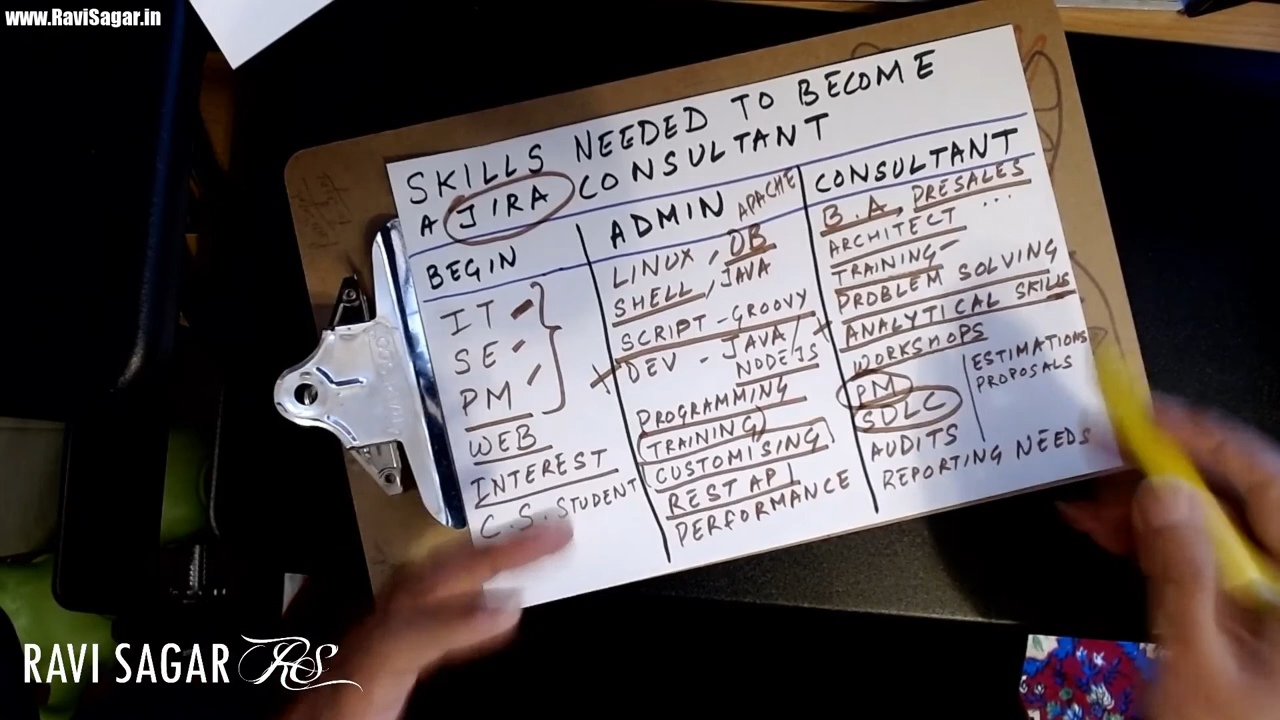 www.RaviSagar.in
SKILLS NEEDED TO BECOME
A JIRA CONSULTANT
BEGIN
IT
SE
PM
WEB
INTEREST
C.S. STUDENT
ADMIN APACHE
LINUX, DB
SHELL, JAVA
SCRIPT - GROOVY
DEV - JAVA/
NODEJS
PROGRAMMING
TRAINING
CUSTOMISING
REST API
PERFORMANCE
CONSULTANT
B.A, PRESALES
ARCHITECT ...
TRAINING
PROBLEM SOLVING
ANALYTICAL SKILLS
WORKSHOPS
PM
SDLC
ESTIMATIONS
PROPOSALS
AUDITS
REPORTING NEEDS
RAVI SAGAR RS